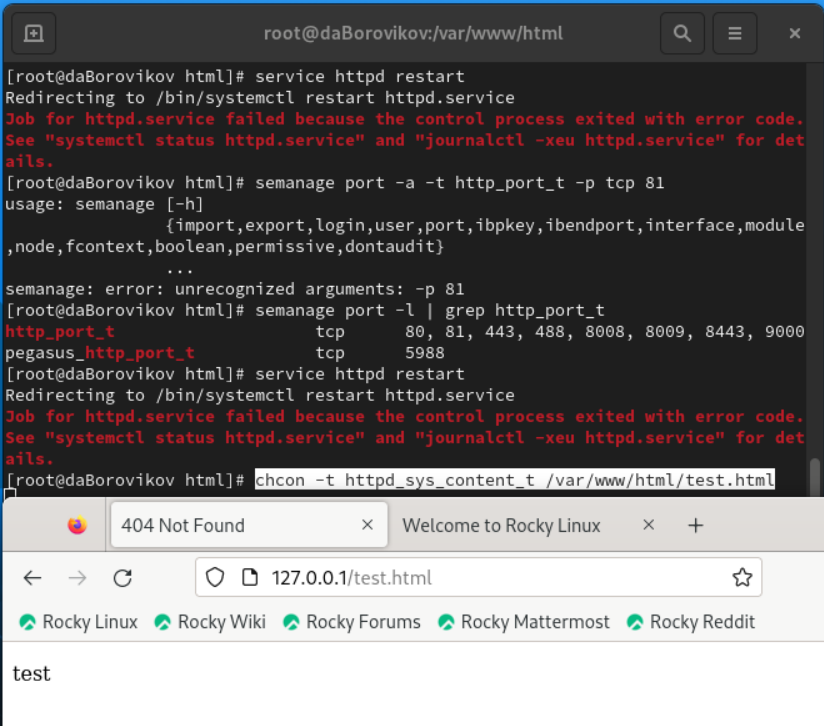 root@daBorovikov:/var/www/html
[root@daBorovikov html]# service httpd restart
Redirecting to /bin/systemctl restart httpd.service
Job for httpd.service failed because the control process exited with error code.
See "systemctl status httpd.service" and "journalctl -xeu httpd.service" for det
ails.
[root@daBorovikov html]# semanage port -a -t http_port_t -p tcp 81
usage: semanage [-h]
{import,export,login,user,port,ibpkey,ibendport,interface,module
,node,fcontext,boolean,permissive,dontaudit}
...
semanage: error: unrecognized arguments: -p 81
[root@daBorovikov html]# semanage port -l | grep http_port_t
http_port_t tcp 80, 81, 443, 488, 8008, 8009, 8443, 9000
pegasus_http_port_t tcp 5988
[root@daBorovikov html]# service httpd restart
Redirecting to /bin/systemctl restart httpd.service
Job for httpd.service failed because the control process exited with error code.
See "systemctl status httpd.service" and "journalctl -xeu httpd.service" for det
ails.
[root@daBorovikov html]# chcon -t httpd_sys_content_t /var/www/html/test.html
404 Not Found Welcome to Rocky Linux
127.0.0.1/test.html
Rocky Linux Rocky Wiki Rocky Forums Rocky Mattermost Rocky Reddit
test